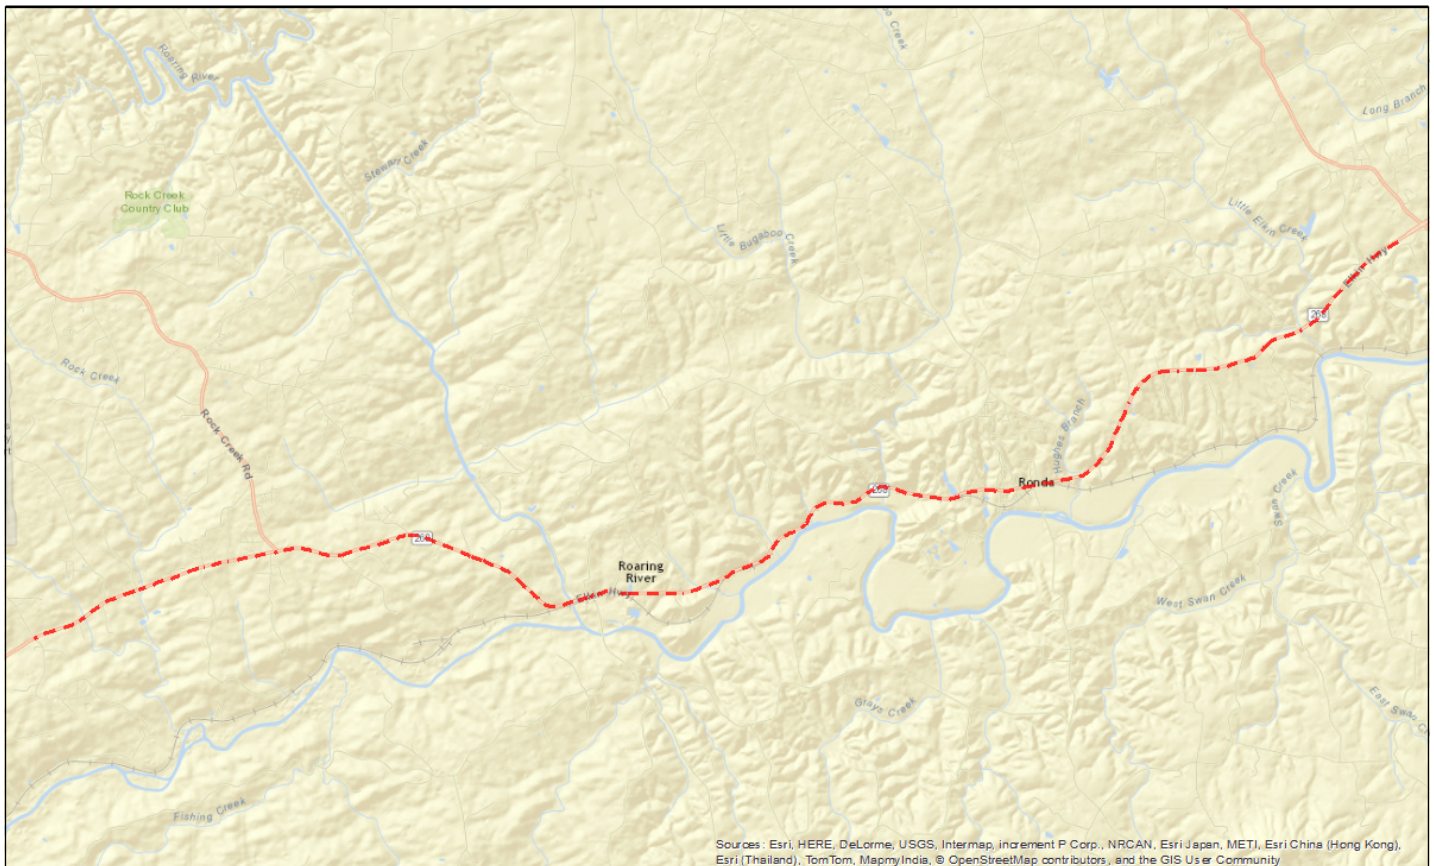 Roaring River
Creek
Long Branch
Stewart Creek
Rock Creek
Country Club
Little Elkin Creek
Little Bugaboo Creek
Elkin Hwy
268
Rock Creek
Rock Creek Rd
Hughes Branch
Ronda
268
Swan Creek
268
Roaring
River
Elkin Hwy
West Swan Creek
Grays Creek
East Swan
Fishing Creek
Sources: Esri, HERE, DeLorme, USGS, Intermap, increment P Corp., NRCAN, Esri Japan, METI, Esri China (Hong Kong),
Esri (Thailand), TomTom, MapmyIndia, © OpenStreetMap contributors, and the GIS User Community